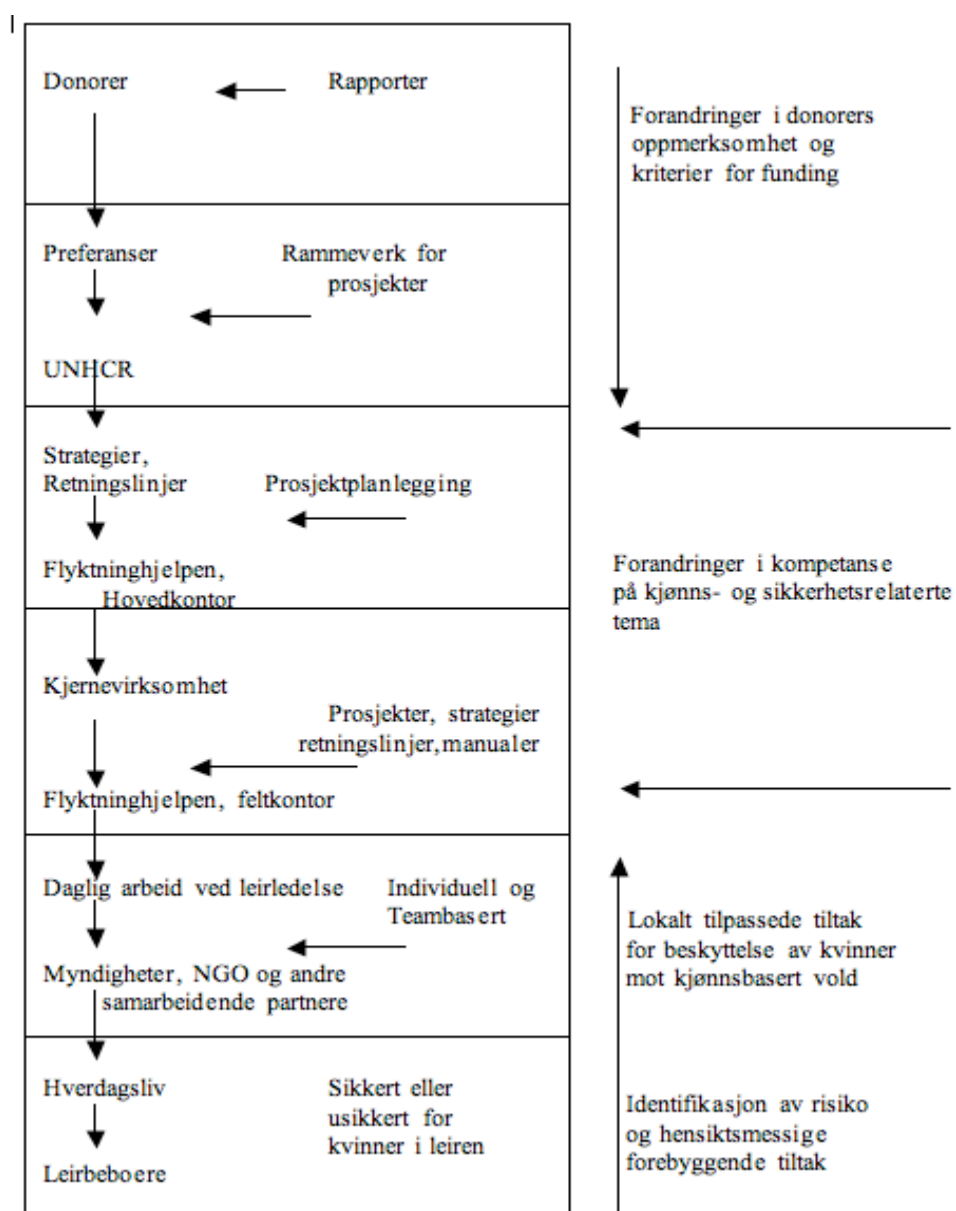 Donorer
Rapporter
Forandringer i donorers
oppmerksomhet og
kriterier for funding
Preferanser
Rammeverk for
prosjekter
UNHCR
Strategier,
Retningslinjer
Prosjektplanlegging
Flyktninghjelpen,
Hovedkontor
Forandringer i kompetanse
på kjønns- og sikkerhetsrelaterte
tema
Kjernevirksomhet
Prosjekter, strategier
retningslinjer,manualer
Flyktninghjelpen, feltkontor
Daglig arbeid ved leirledelse
Individuell og
Teambasert
Myndigheter, NGO og andre
samarbeidende partnere
Lokalt tilpassede tiltak
for beskyttelse av kvinner
mot kjønnsbasert vold
Hverdagsliv
Sikkert eller
usikkert for
kvinner i leiren
Leirbeboere
Identifikasjon av risiko
og hensiktsmessige
forebyggende tiltak